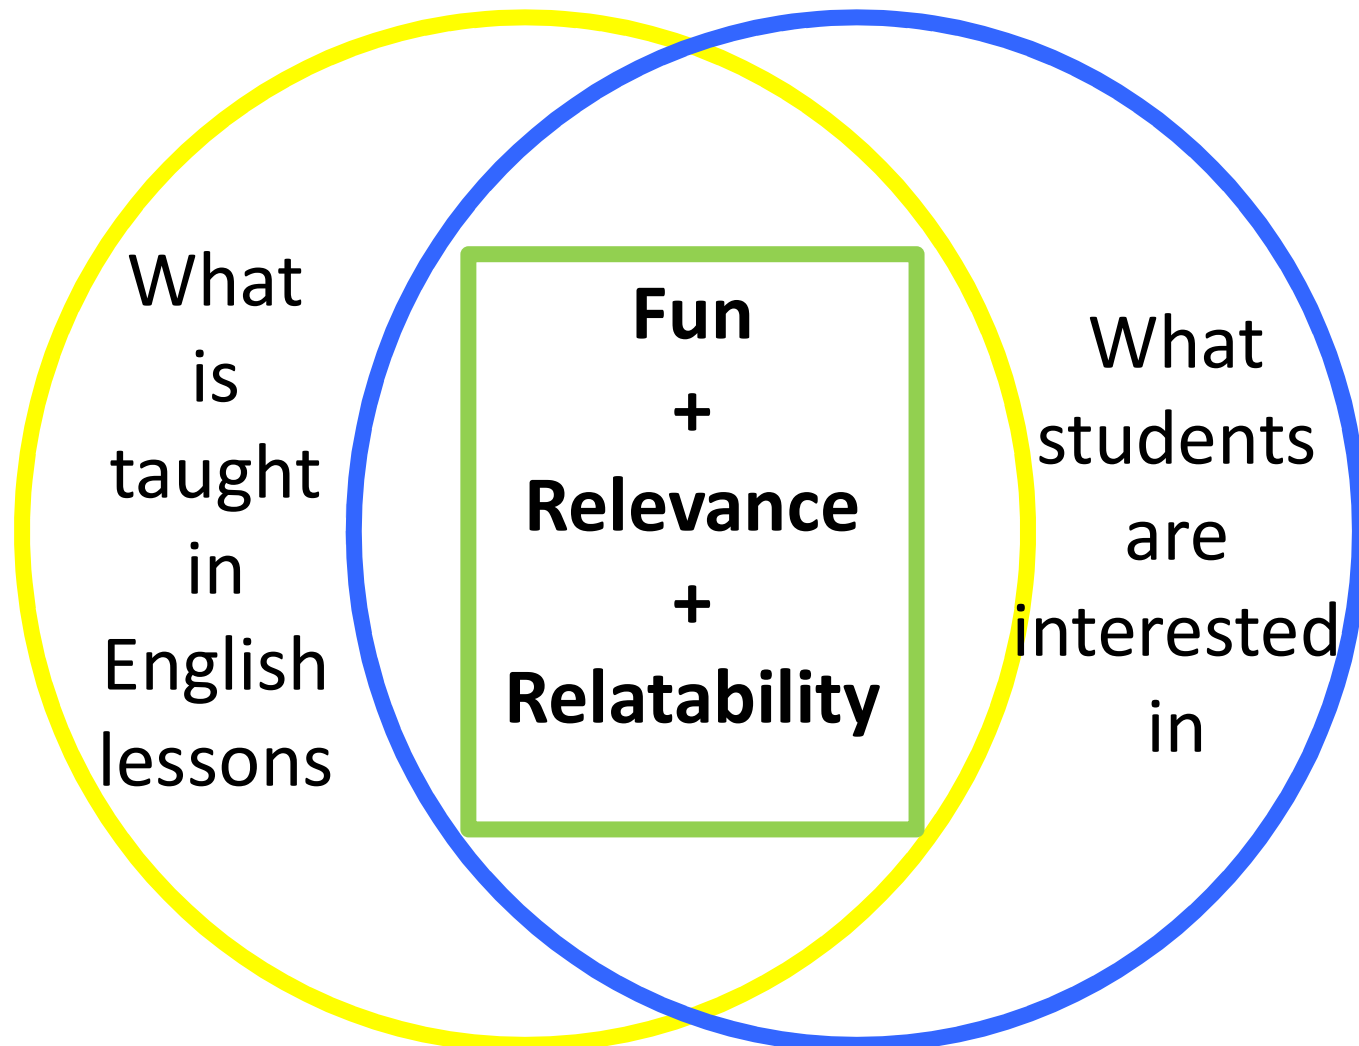 What
is
taught
in
English
lessons
Fun
+
Relevance
+
Relatability
What
students
are
interested
in